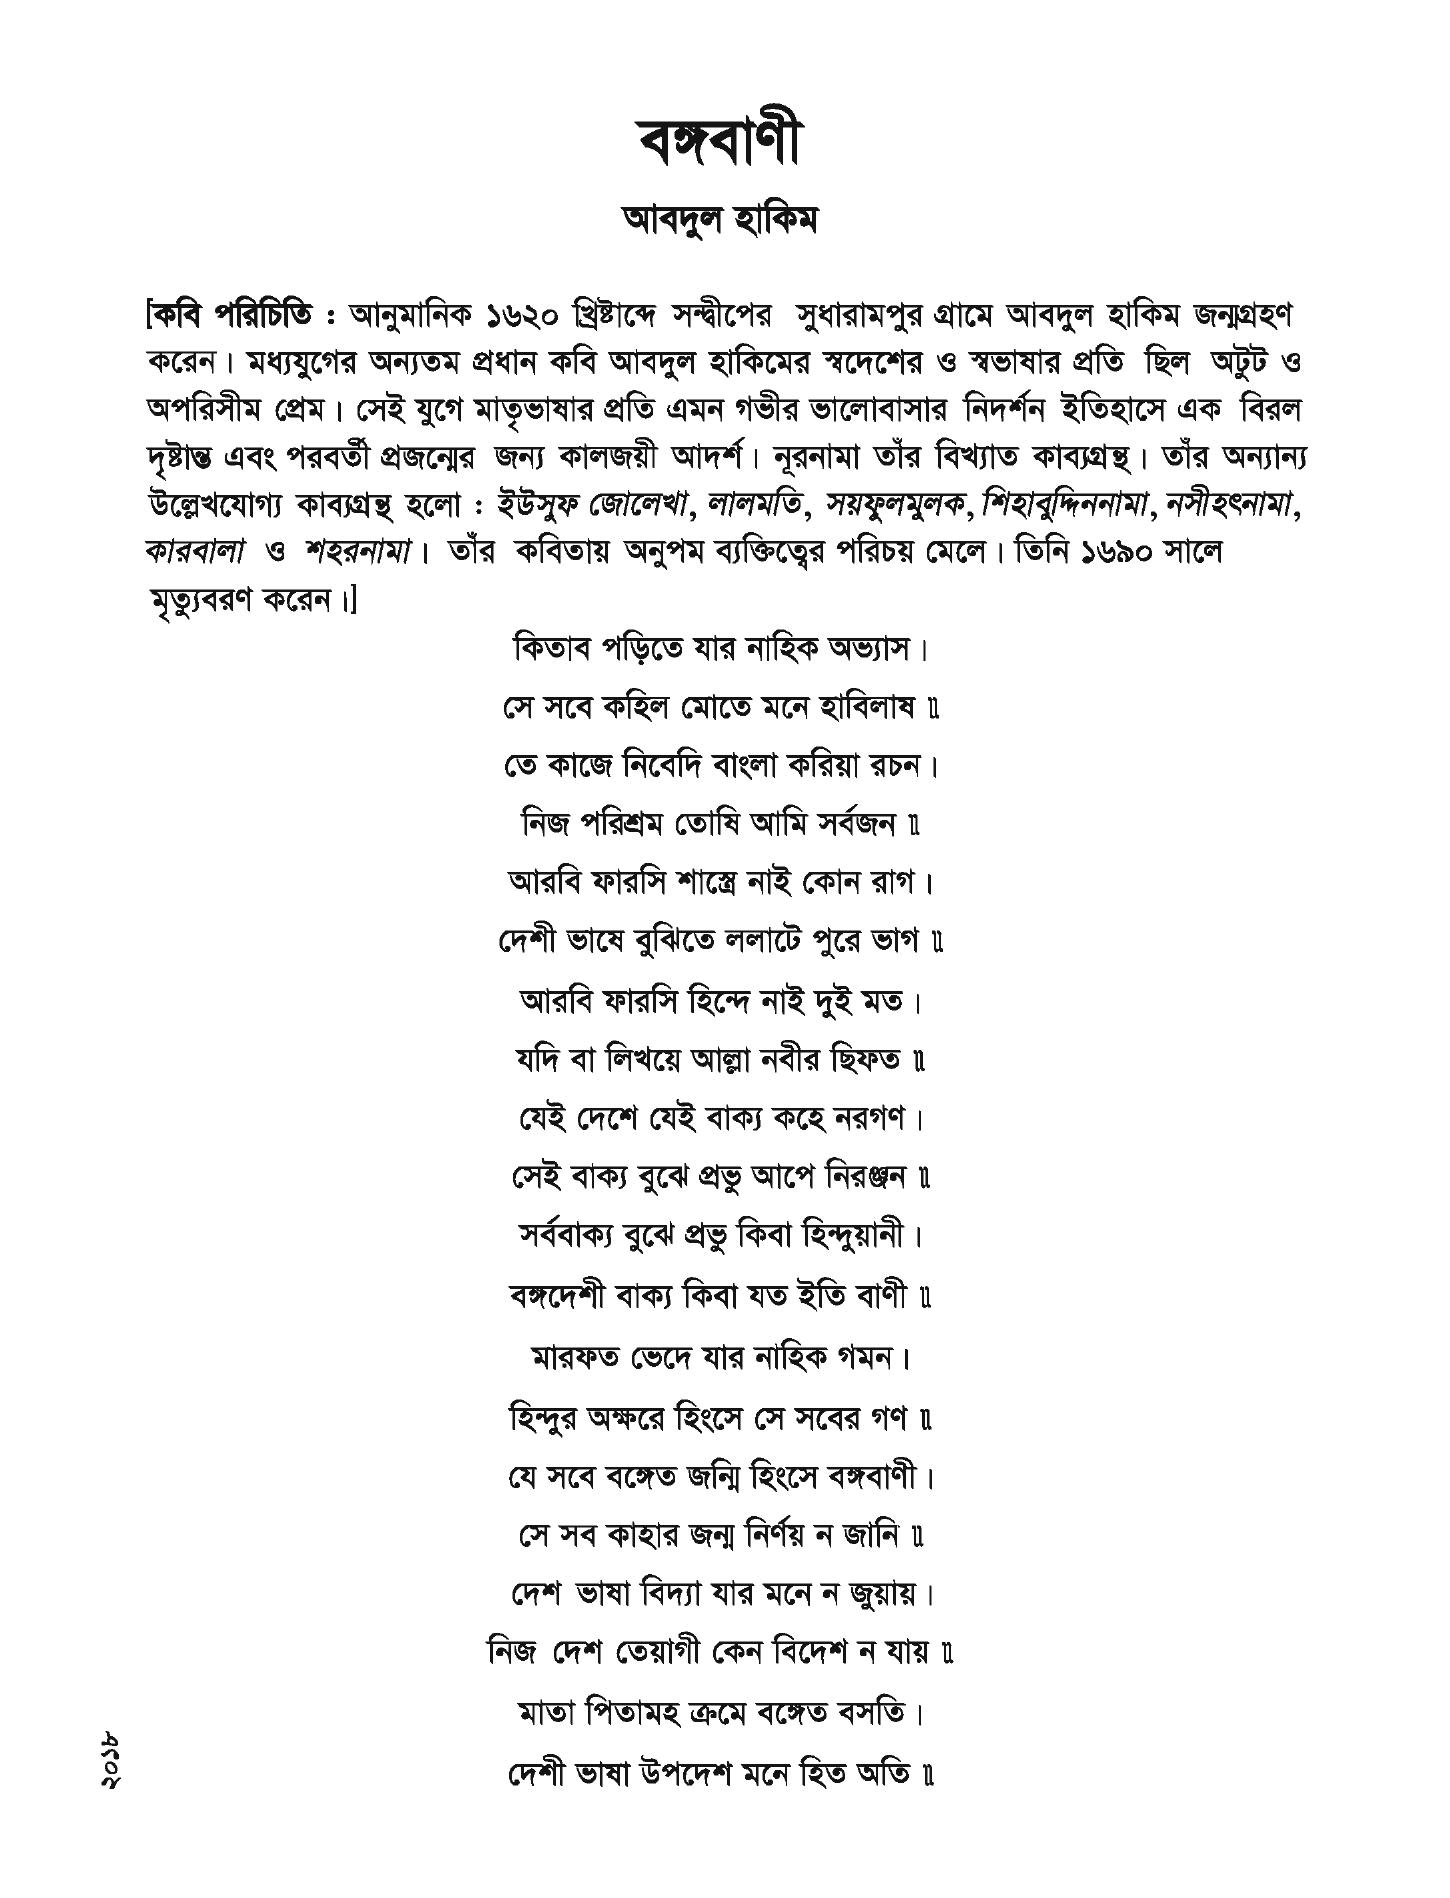 বঙ্গবাণী
আবদুল হাকিম
[কবি পরিচিতি : আনুমানিক ১৬২০ খ্রিষ্টাব্দে সন্দ্বীপের সুধারামপুর গ্রামে আবদুল হাকিম জন্মগ্রহণ
করেন। মধ্যযুগের অন্যতম প্রধান কবি আবদুল হাকিমের স্বদেশের ও স্বভাষার প্রতি ছিল অটুট ও
অপরিসীম প্রেম। সেই যুগে মাতৃভাষার প্রতি এমন গভীর ভালোবাসার নিদর্শন ইতিহাসে এক বিরল
দৃষ্টান্ত এবং পরবর্তী প্রজন্মের জন্য কালজয়ী আদর্শ। নূরনামা তাঁর বিখ্যাত কাব্যগ্রন্থ। তাঁর অন্যান্য
উল্লেখযোগ্য কাব্যগ্রন্থ হলো : ইউসুফ জোলেখা, লালমতি, সয়ফুলমুলক, শিহাবুদ্দিননামা, নসীহৎনামা,
কারবালা ও শহরনামা। তাঁর কবিতায় অনুপম ব্যক্তিত্বের পরিচয় মেলে। তিনি ১৬৯০ সালে
মৃত্যুবরণ করেন।]
কিতাব পড়িতে যার নাহিক অভ্যাস।
সে সবে কহিল মোতে মনে হাবিলাষ॥
তে কাজে নিবেদি বাংলা করিয়া রচন।
নিজ পরিশ্রম তোষি আমি সর্বজন॥
আরবি ফারসি শাস্ত্রে নাই কোন রাগ।
দেশী ভাষে বুঝিতে ললাটে পুরে ভাগ॥
আরবি ফারসি হিন্দে নাই দুই মত।
যদি বা লিখয়ে আল্লা নবীর ছিফত॥
যেই দেশে যেই বাক্য কহে নরগণ।
সেই বাক্য বুঝে প্রভু আপে নিরঞ্জন॥
সর্ববাক্য বুঝে প্রভু কিবা হিন্দুয়ানী।
বঙ্গদেশী বাক্য কিবা যত ইতি বাণী॥
মারফত ভেদে যার নাহিক গমন।
হিন্দুর অক্ষরে হিংসে সে সবের গণ॥
যে সবে বঙ্গেত জন্মি হিংসে বঙ্গবাণী।
সে সব কাহার জন্ম নির্ণয় ন জানি॥
দেশ ভাষা বিদ্যা যার মনে ন জুয়ায়।
নিজ দেশ তেয়াগী কেন বিদেশ ন যায়॥
মাতা পিতামহ ক্রমে বঙ্গেত বসতি।
দেশী ভাষা উপদেশ মনে হিত অতি॥
২০১৮